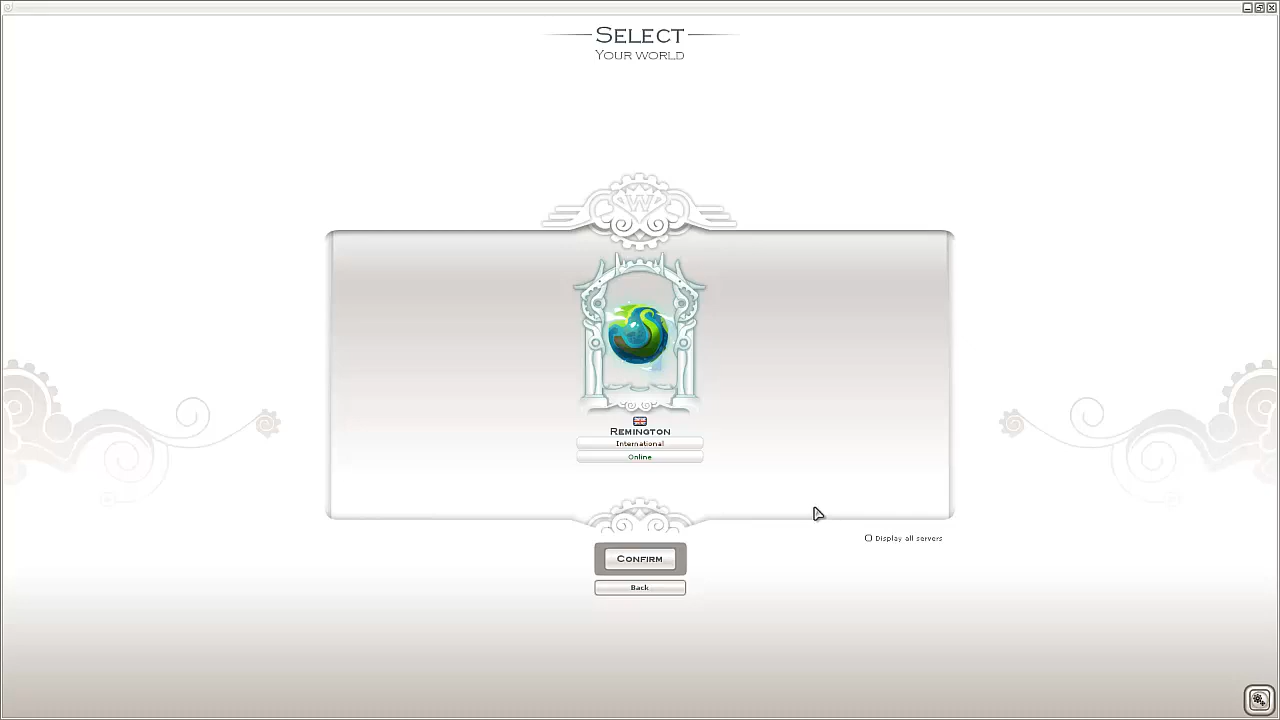 SELECT
YOUR WORLD
W
REMINGTON
International
Online
Display all servers
CONFIRM
Back